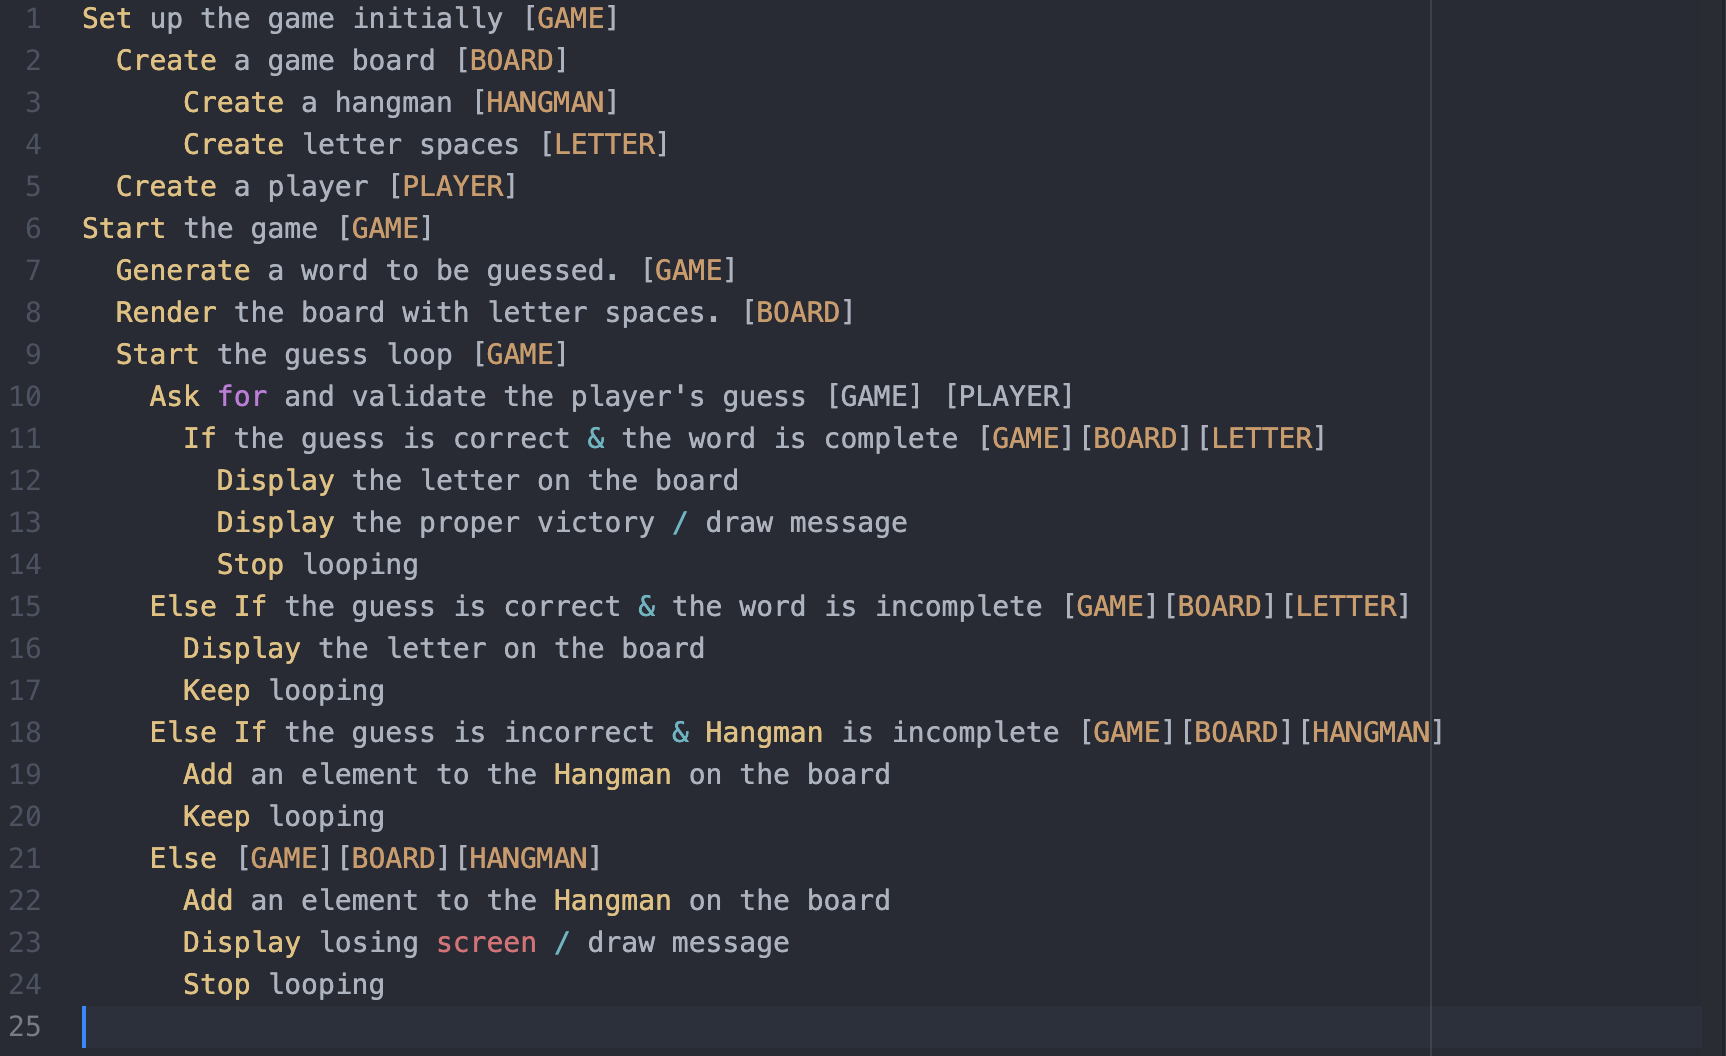 1 Set up the game initially [GAME]
2 Create a game board [BOARD]
3 Create a hangman [HANGMAN]
4 Create letter spaces [LETTER]
5 Create a player [PLAYER]
6 Start the game [GAME]
7 Generate a word to be guessed. [GAME]
8 Render the board with letter spaces. [BOARD]
9 Start the guess loop [GAME]
10 Ask for and validate the player's guess [GAME] [PLAYER]
11 If the guess is correct & the word is complete [GAME][BOARD][LETTER]
12 Display the letter on the board
13 Display the proper victory / draw message
14 Stop looping
15 Else If the guess is correct & the word is incomplete [GAME][BOARD][LETTER]
16 Display the letter on the board
17 Keep looping
18 Else If the guess is incorrect & Hangman is incomplete [GAME][BOARD][HANGMAN]
19 Add an element to the Hangman on the board
20 Keep looping
21 Else [GAME][BOARD][HANGMAN]
22 Add an element to the Hangman on the board
23 Display losing screen / draw message
24 Stop looping
25